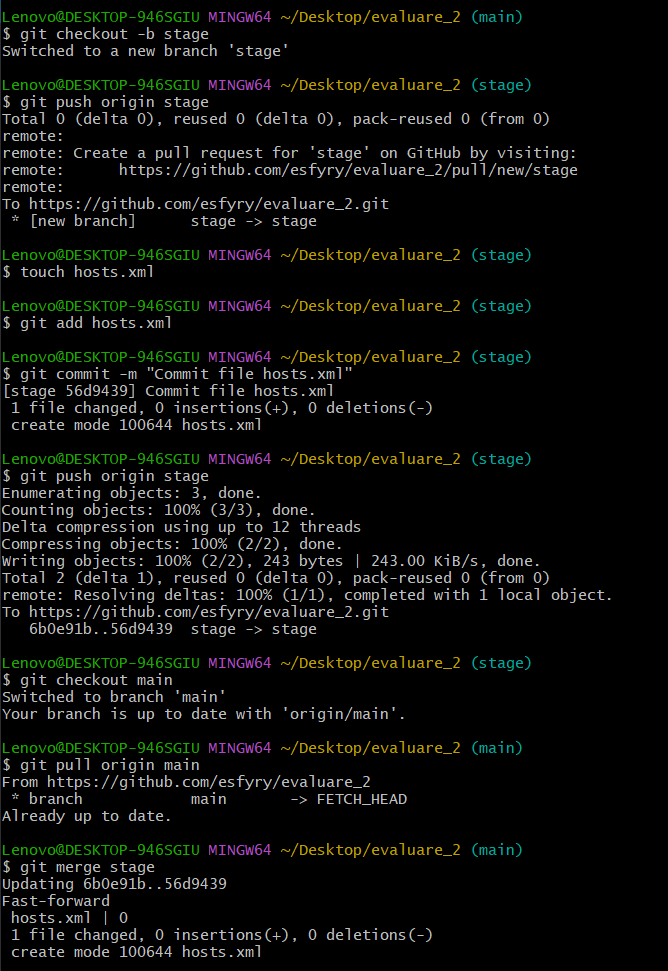 Lenovo@DESKTOP-946SGIU MINGW64 ~/Desktop/evaluare_2 (main)
$ git checkout -b stage
Switched to a new branch 'stage'
Lenovo@DESKTOP-946SGIU MINGW64 ~/Desktop/evaluare_2 (stage)
$ git push origin stage
Total 0 (delta 0), reused 0 (delta 0), pack-reused 0 (from 0)
remote:
remote: Create a pull request for 'stage' on GitHub by visiting:
remote:      https://github.com/esfyry/evaluare_2/pull/new/stage
remote:
To https://github.com/esfyry/evaluare_2.git
 * [new branch]      stage -> stage
Lenovo@DESKTOP-946SGIU MINGW64 ~/Desktop/evaluare_2 (stage)
$ touch hosts.xml
Lenovo@DESKTOP-946SGIU MINGW64 ~/Desktop/evaluare_2 (stage)
$ git add hosts.xml
Lenovo@DESKTOP-946SGIU MINGW64 ~/Desktop/evaluare_2 (stage)
$ git commit -m "Commit file hosts.xml"
[stage 56d9439] Commit file hosts.xml
 1 file changed, 0 insertions(+), 0 deletions(-)
 create mode 100644 hosts.xml
Lenovo@DESKTOP-946SGIU MINGW64 ~/Desktop/evaluare_2 (stage)
$ git push origin stage
Enumerating objects: 3, done.
Counting objects: 100% (3/3), done.
Delta compression using up to 12 threads
Compressing objects: 100% (2/2), done.
Writing objects: 100% (2/2), 243 bytes | 243.00 KiB/s, done.
Total 2 (delta 1), reused 0 (delta 0), pack-reused 0 (from 0)
remote: Resolving deltas: 100% (1/1), completed with 1 local object.
To https://github.com/esfyry/evaluare_2.git
   6b0e91b..56d9439  stage -> stage
Lenovo@DESKTOP-946SGIU MINGW64 ~/Desktop/evaluare_2 (stage)
$ git checkout main
Switched to branch 'main'
Your branch is up to date with 'origin/main'.
Lenovo@DESKTOP-946SGIU MINGW64 ~/Desktop/evaluare_2 (main)
$ git pull origin main
From https://github.com/esfyry/evaluare_2
 * branch            main       -> FETCH_HEAD
Already up to date.
Lenovo@DESKTOP-946SGIU MINGW64 ~/Desktop/evaluare_2 (main)
$ git merge stage
Updating 6b0e91b..56d9439
Fast-forward
 hosts.xml | 0
 1 file changed, 0 insertions(+), 0 deletions(-)
 create mode 100644 hosts.xml